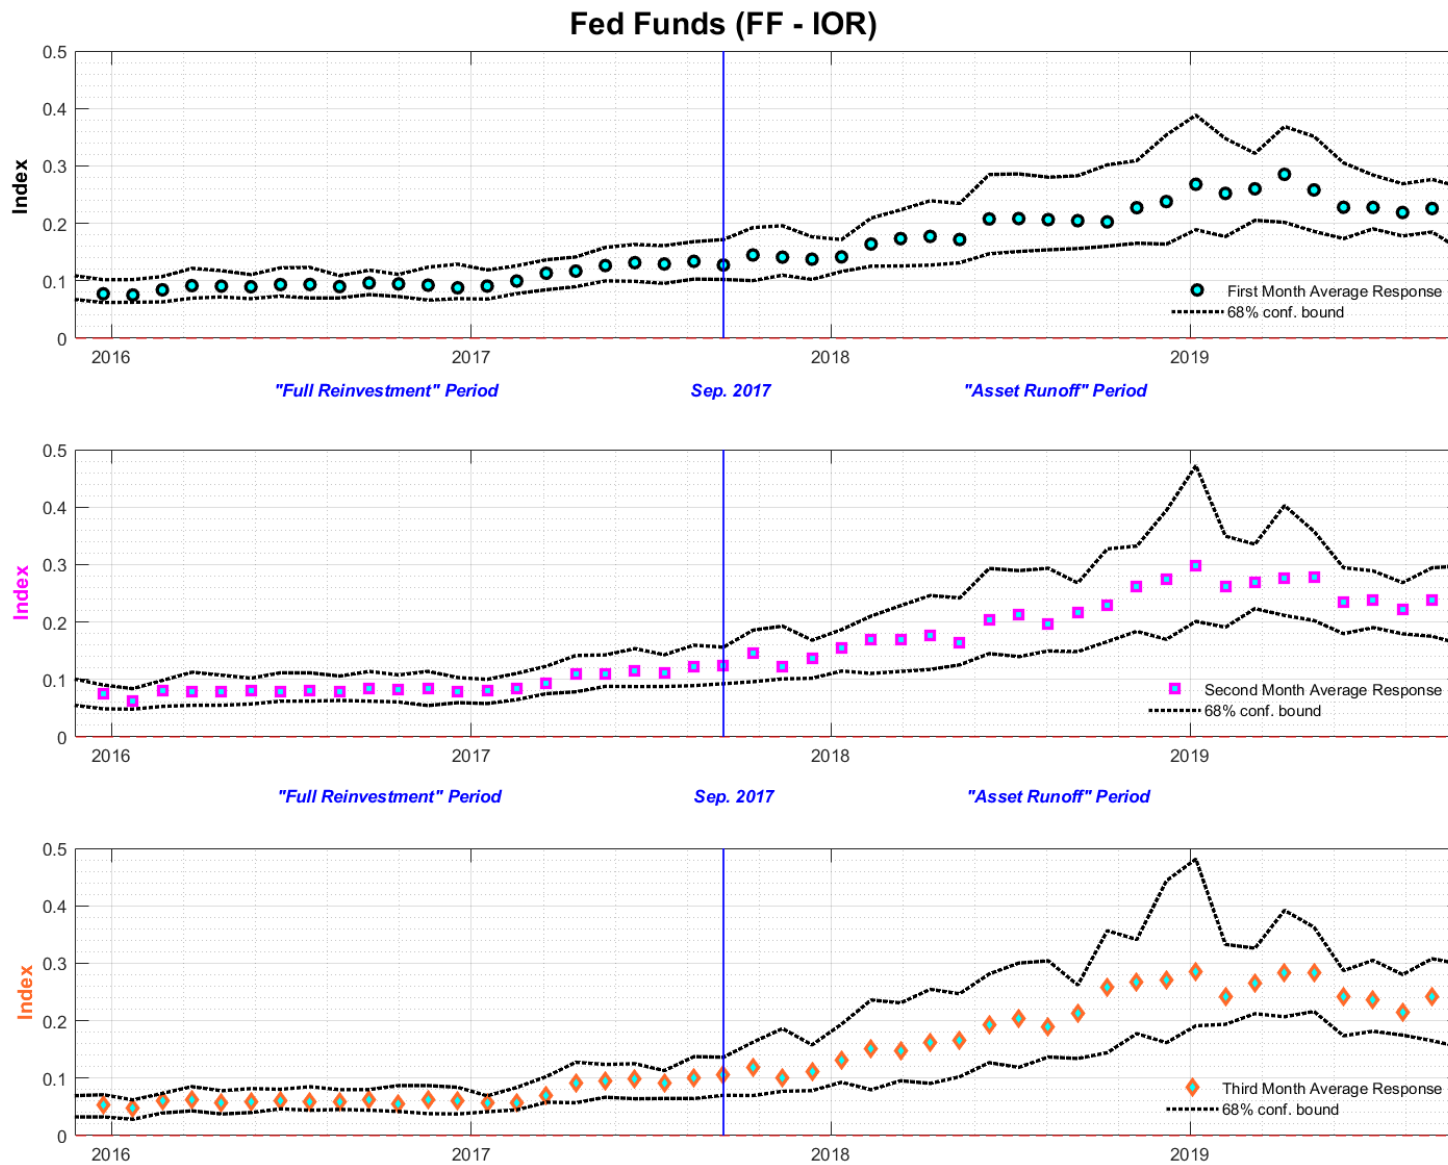 Fed Funds (FF - IOR)
0.5
0.4
0.3
0.2
0.1
0
Index
First Month Average Response
68% conf. bound
2016 2017 2018 2019
"Full Reinvestment" Period Sep. 2017 "Asset Runoff" Period
0.5
0.4
0.3
0.2
0.1
0
Index
Second Month Average Response
68% conf. bound
2016 2017 2018 2019
"Full Reinvestment" Period Sep. 2017 "Asset Runoff" Period
0.5
0.4
0.3
0.2
0.1
0
Index
Third Month Average Response
68% conf. bound
2016 2017 2018 2019